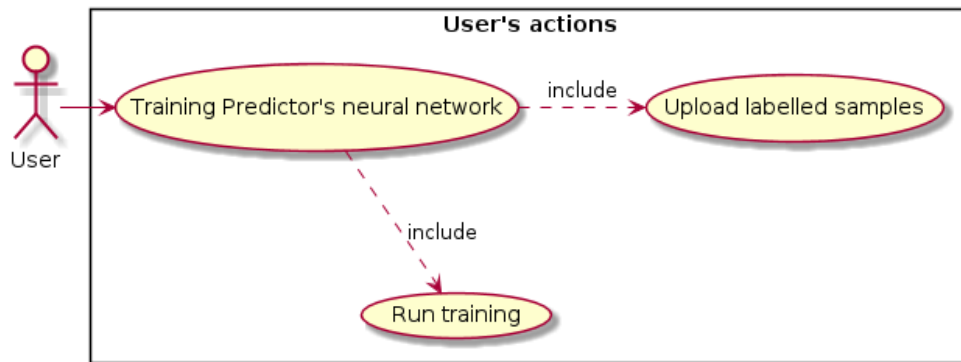 User's actions
Training Predictor's neural network
include
Upload labelled samples
User
include
Run training